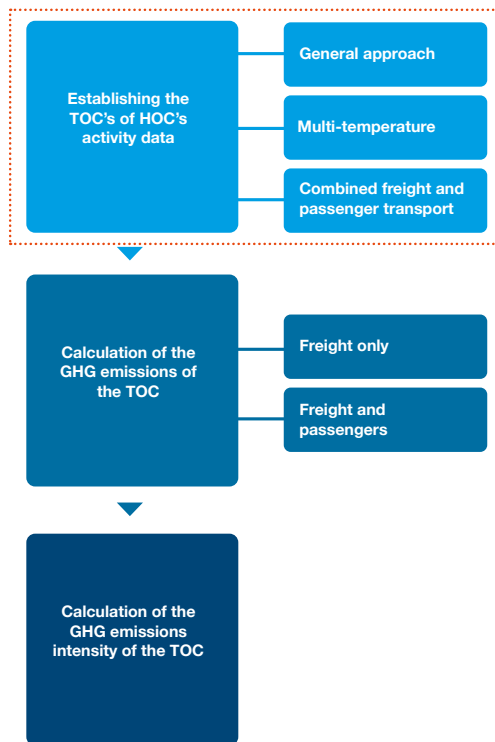 Establishing the
TOC's of HOC's
activity data
General approach
Multi-temperature
Combined freight and
passenger transport
Calculation of the
GHG emissions of
the TOC
Freight only
Freight and
passengers
Calculation of the
GHG emissions
intensity of the TOC